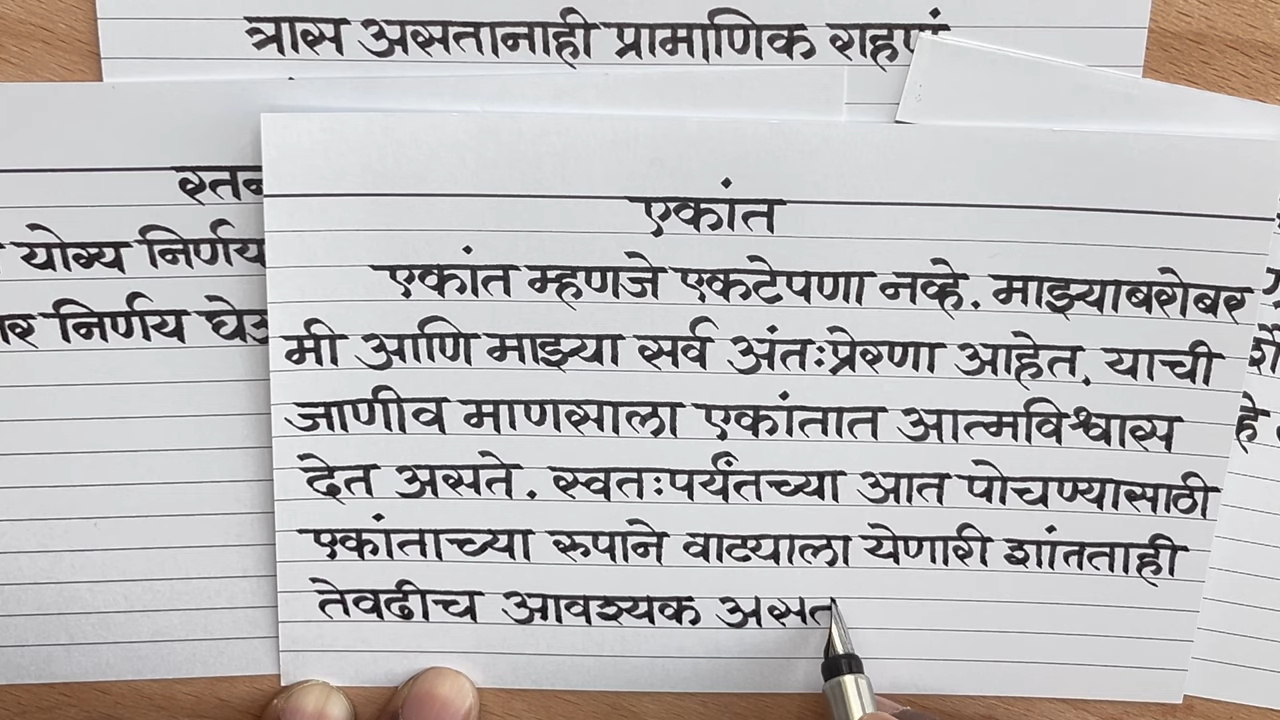 त्रास असतानाही प्रामाणिक राहणं
योग्य निर्णय
निर्णय
एकांत
एकांत म्हणजे एकटेपणा नव्हे. माझ्याबरोबर
मी आणि माझ्या सर्व अंतःप्रेरणा आहेत, याची
जाणीव माणसाला एकांतात आत्मविश्वास
देत असते. स्वतःपर्यंतच्या आत पोचण्यासाठी
एकांताच्या रुपाने वाट्याला येणारी शांतताही
तेवढीच आवश्यक असत
हे